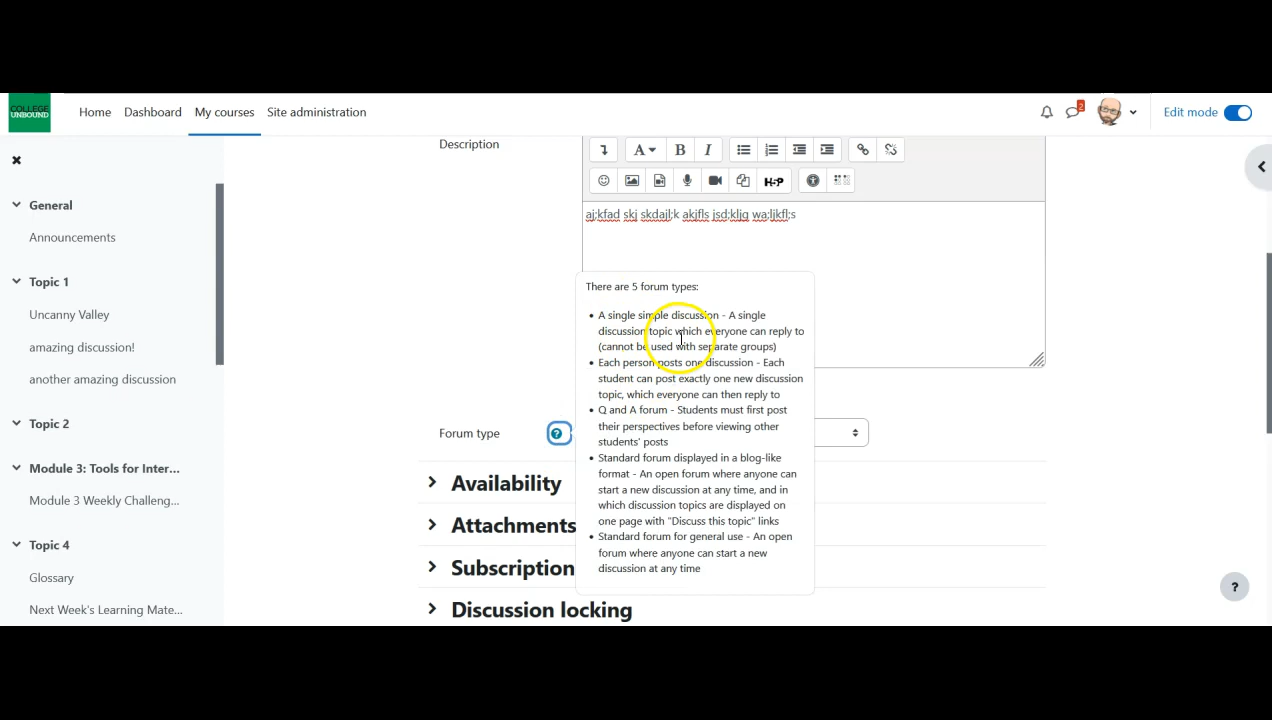 COLLEGE
UNBOUND
Home
Dashboard
My courses
Site administration
2
Edit mode
General
Announcements
Topic 1
Uncanny Valley
amazing discussion!
another amazing discussion
Topic 2
Module 3: Tools for Inter...
Module 3 Weekly Challeng...
Topic 4
Glossary
Next Week's Learning Mate...
Description
A
B
I
H5P
aj;kfad skj skdajl;k akjfls jsd;kljg wa;ljkfl;s
There are 5 forum types:
• A single simple discussion - A single
discussion topic which everyone can reply to
(cannot be used with separate groups)
• Each person posts one discussion - Each
student can post exactly one new discussion
topic, which everyone can then reply to
• Q and A forum - Students must first post
their perspectives before viewing other
students' posts
• Standard forum displayed in a blog-like
format - An open forum where anyone can
start a new discussion at any time, and in
which discussion topics are displayed on
one page with "Discuss this topic" links
• Standard forum for general use - An open
forum where anyone can start a new
discussion at any time
Forum type
?
Availability
Attachments
Subscription
Discussion locking
?